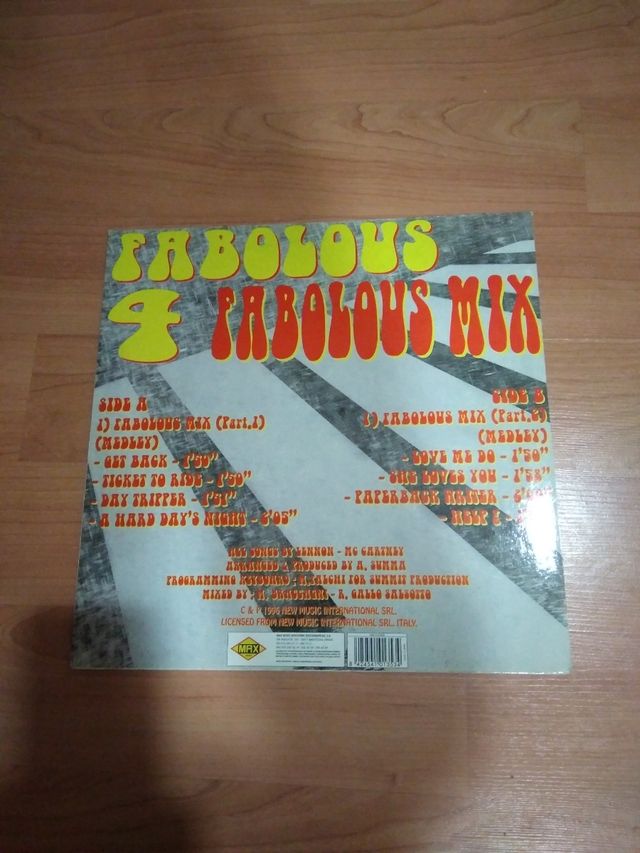 FABOLOUS
4 FABOLOUS MIX
SIDE A
1) FABOLOUS MIX (Part.1)
(MEDLEY)
- GET BACK - 1'50"
- TICKET TO RIDE - 1'50"
- DAY TRIPPER - 1'51"
- A HARD DAY'S NIGHT - 2'05"
SIDE B
1) FABOLOUS MIX (Part.2)
(MEDLEY)
- LOVE ME DO - 1'50"
- SHE LOVES YOU - 1'58"
- PAPERBACK WRITER -
- HELP ! -
ALL SONGS BY LENNON - MC CARTNEY
ARRANGED & PRODUCED BY A. SUMMA
PROGRAMMING KEYBOARD : FOR SUMMIT PRODUCTION
MIXED BY : - R. GALLO SALSOTTO
C & P 1996 NEW MUSIC INTERNATIONAL SRL.
LICENSED FROM NEW MUSIC INTERNATIONAL SRL. ITALY.
MAX